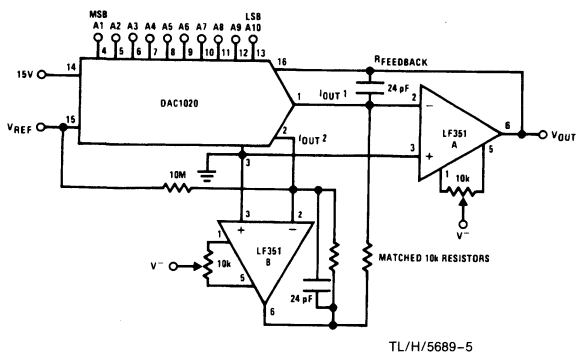 MSB LSB
A1 A2 A3 A4 A5 A6 A7 A8 A9 A10
4 5 6 7 8 9 10 11 12 13
15V 14
16 RFEEDBACK
24 pF
DAC1020
1 IOUT 1
2 IOUT 2
3
VREF 15
2 −
LF351
A
3 +
6 VOUT
1 5
10k
V−
10M
3 2
+ −
LF351
B
1
5
6
V− 10k
24 pF
MATCHED 10k RESISTORS
TL/H/5689–5